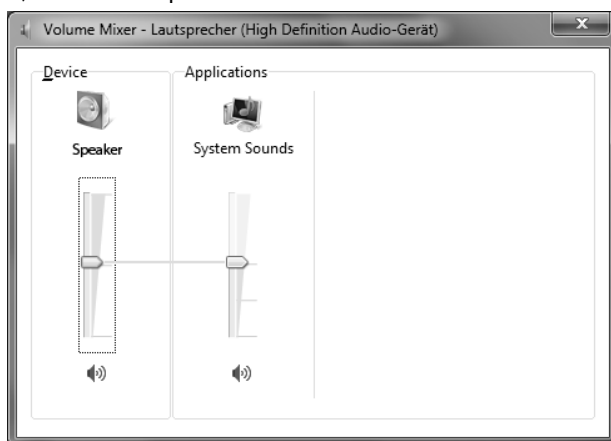 Volume Mixer - Lautsprecher (High Definition Audio-Gerät)
Device
Applications
Speaker
System Sounds